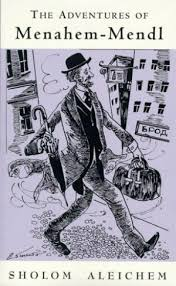 THE ADVENTURES OF
MENAHEM-MENDL
БРОД
SHOLOM ALEICHEM